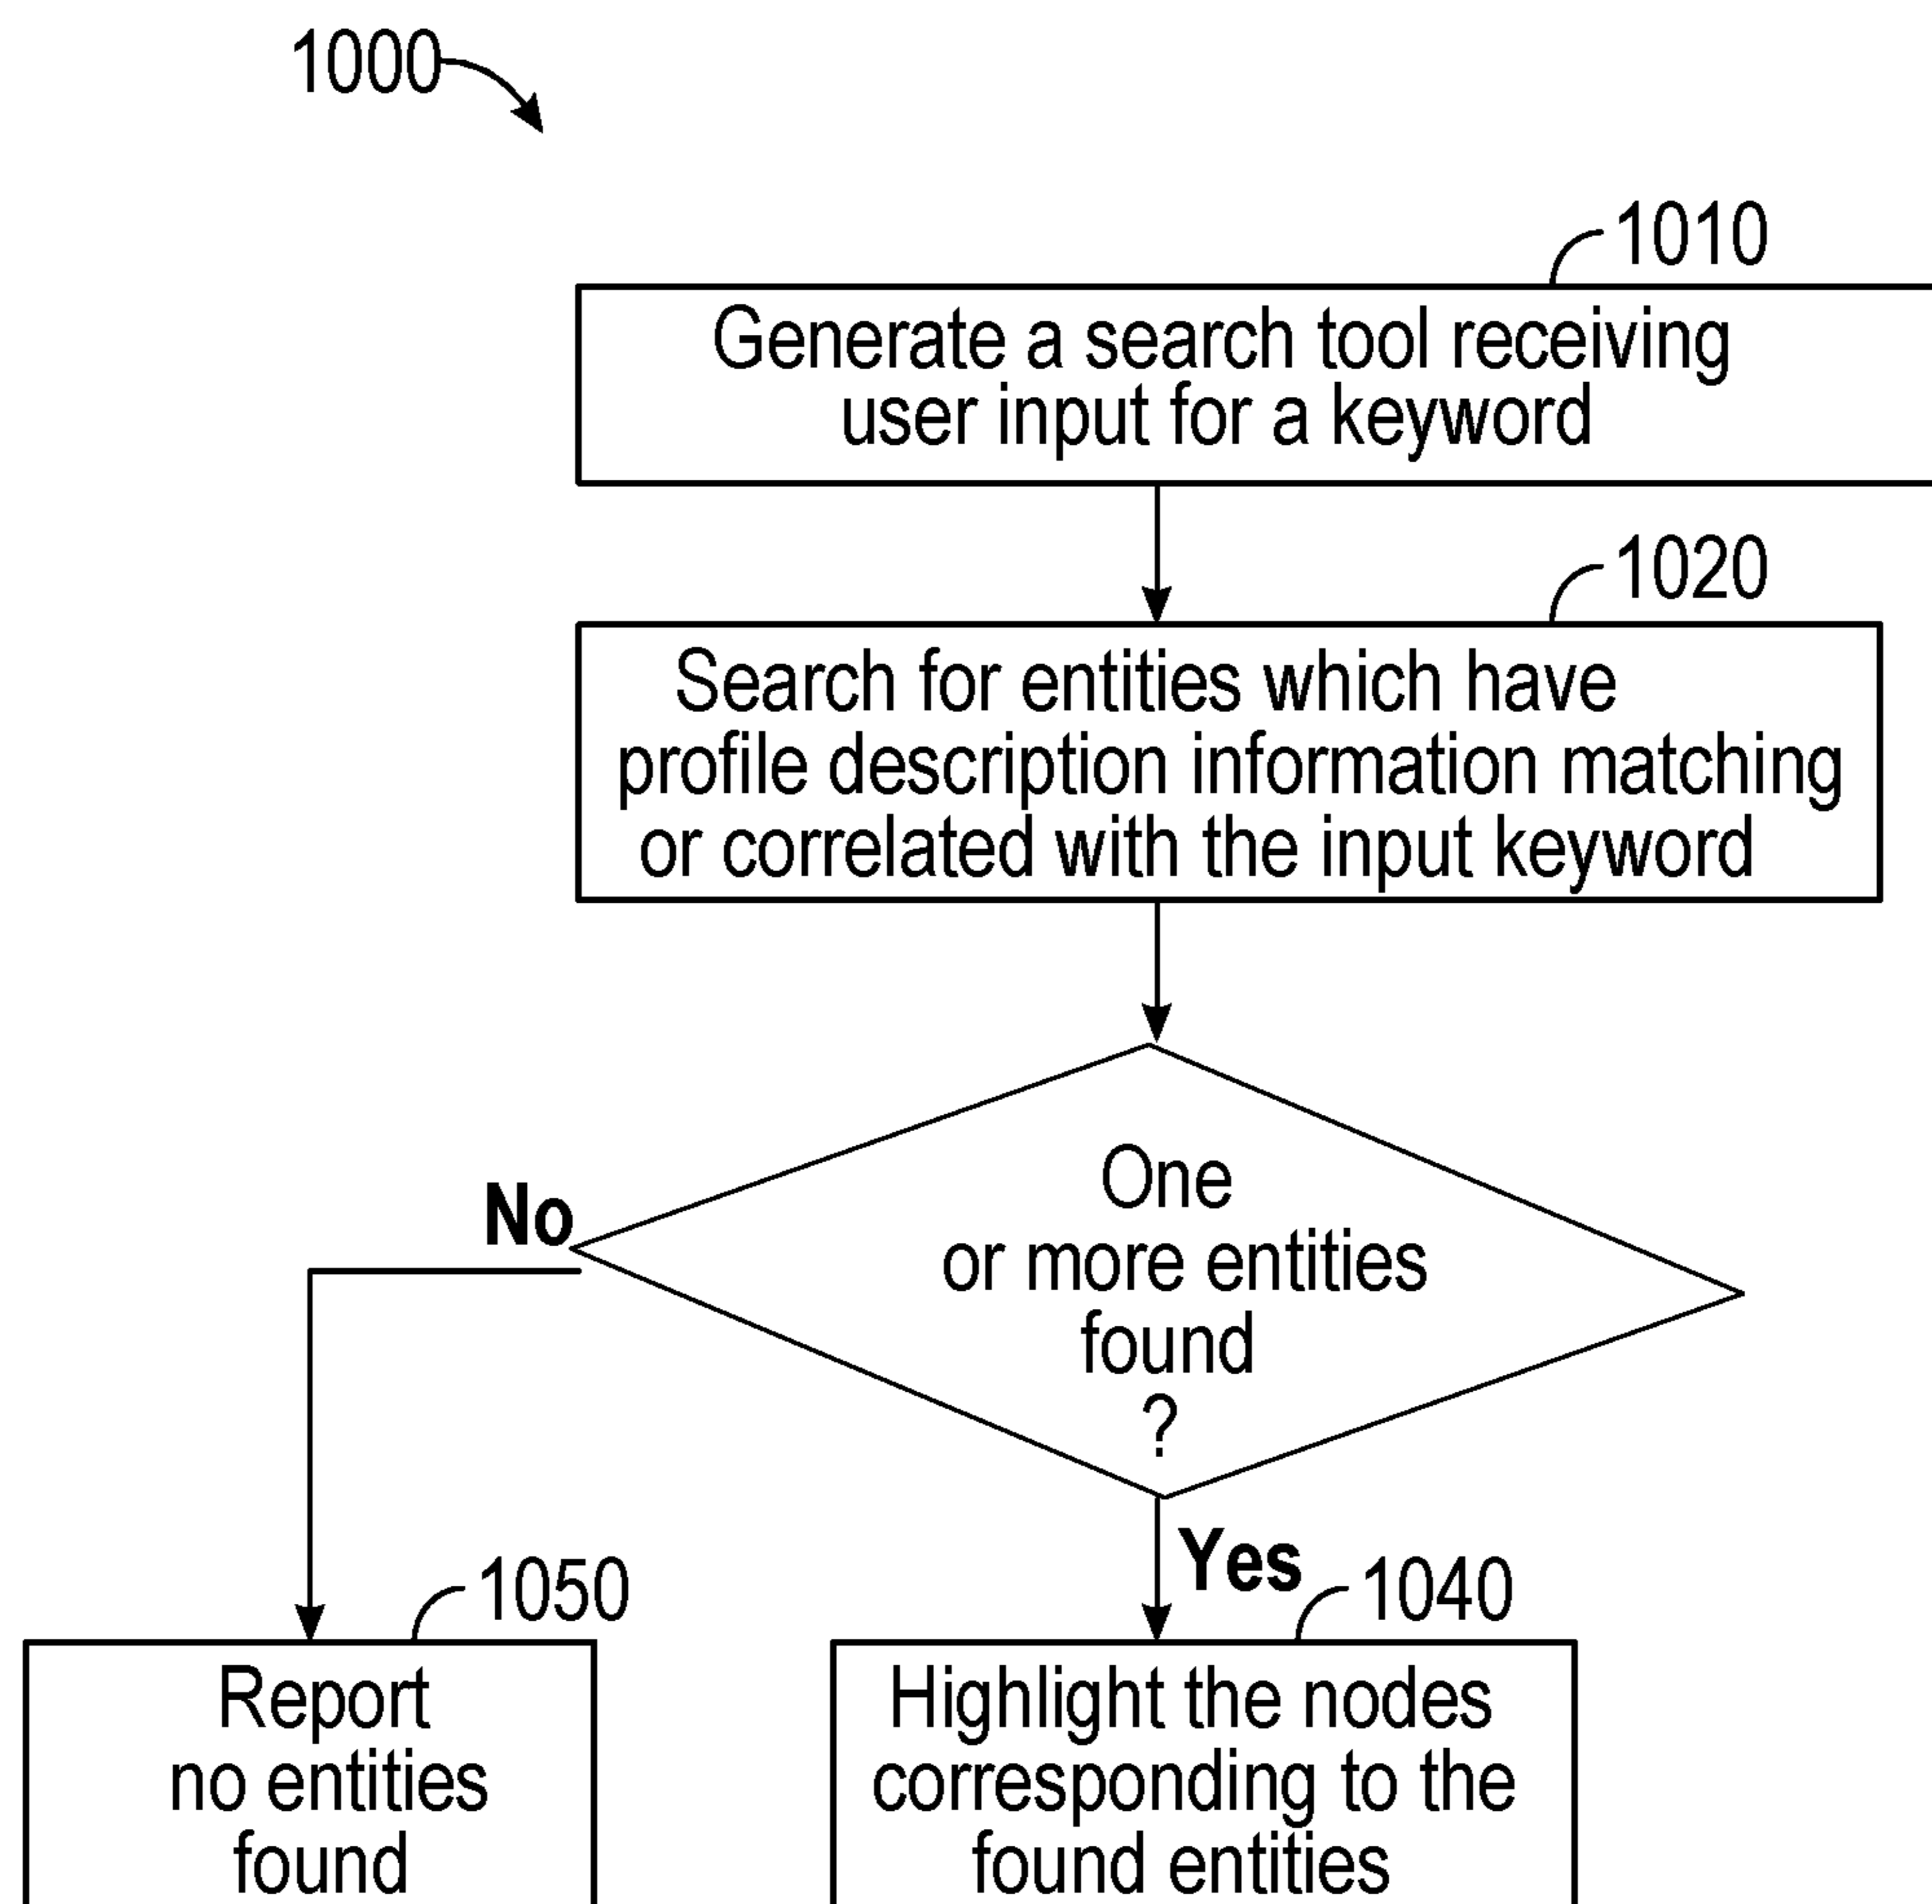 1000
1010
Generate a search tool receiving
user input for a keyword
1020
Search for entities which have
profile description information matching
or correlated with the input keyword
One
or more entities
found
?
No
Yes
1050
Report
no entities
found
1040
Highlight the nodes
corresponding to the
found entities